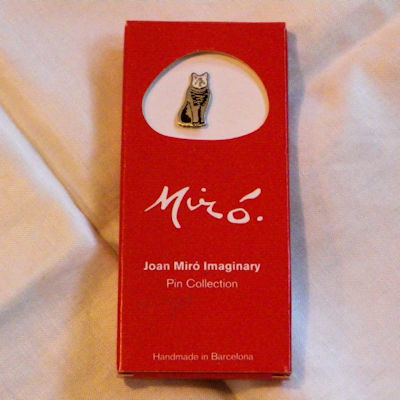 Miró.
Joan Miró Imaginary
Pin Collection
Handmade in Barcelona